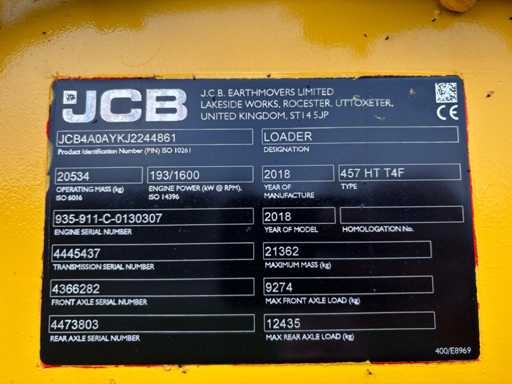 JCB
J.C.B. EARTHMOVERS LIMITED
LAKESIDE WORKS, ROCESTER, UTTOXETER,
UNITED KINGDOM, ST14 5JP
CE
JCB4A0AYKJ2244861
Product Identification Number (PIN) ISO 10261
LOADER
DESIGNATION
20534
OPERATING MASS (kg)
ISO 6016
193/1600
ENGINE POWER (kW @ RPM),
ISO 14396
2018
YEAR OF
MANUFACTURE
457 HT T4F
TYPE
935-911-C-0130307
ENGINE SERIAL NUMBER
2018
YEAR OF MODEL
HOMOLOGATION No.
4445437
TRANSMISSION SERIAL NUMBER
21362
MAXIMUM MASS (kg)
4366282
FRONT AXLE SERIAL NUMBER
9274
MAX FRONT AXLE LOAD (kg)
4473803
REAR AXLE SERIAL NUMBER
12435
MAX REAR AXLE LOAD (kg)
400/E8969